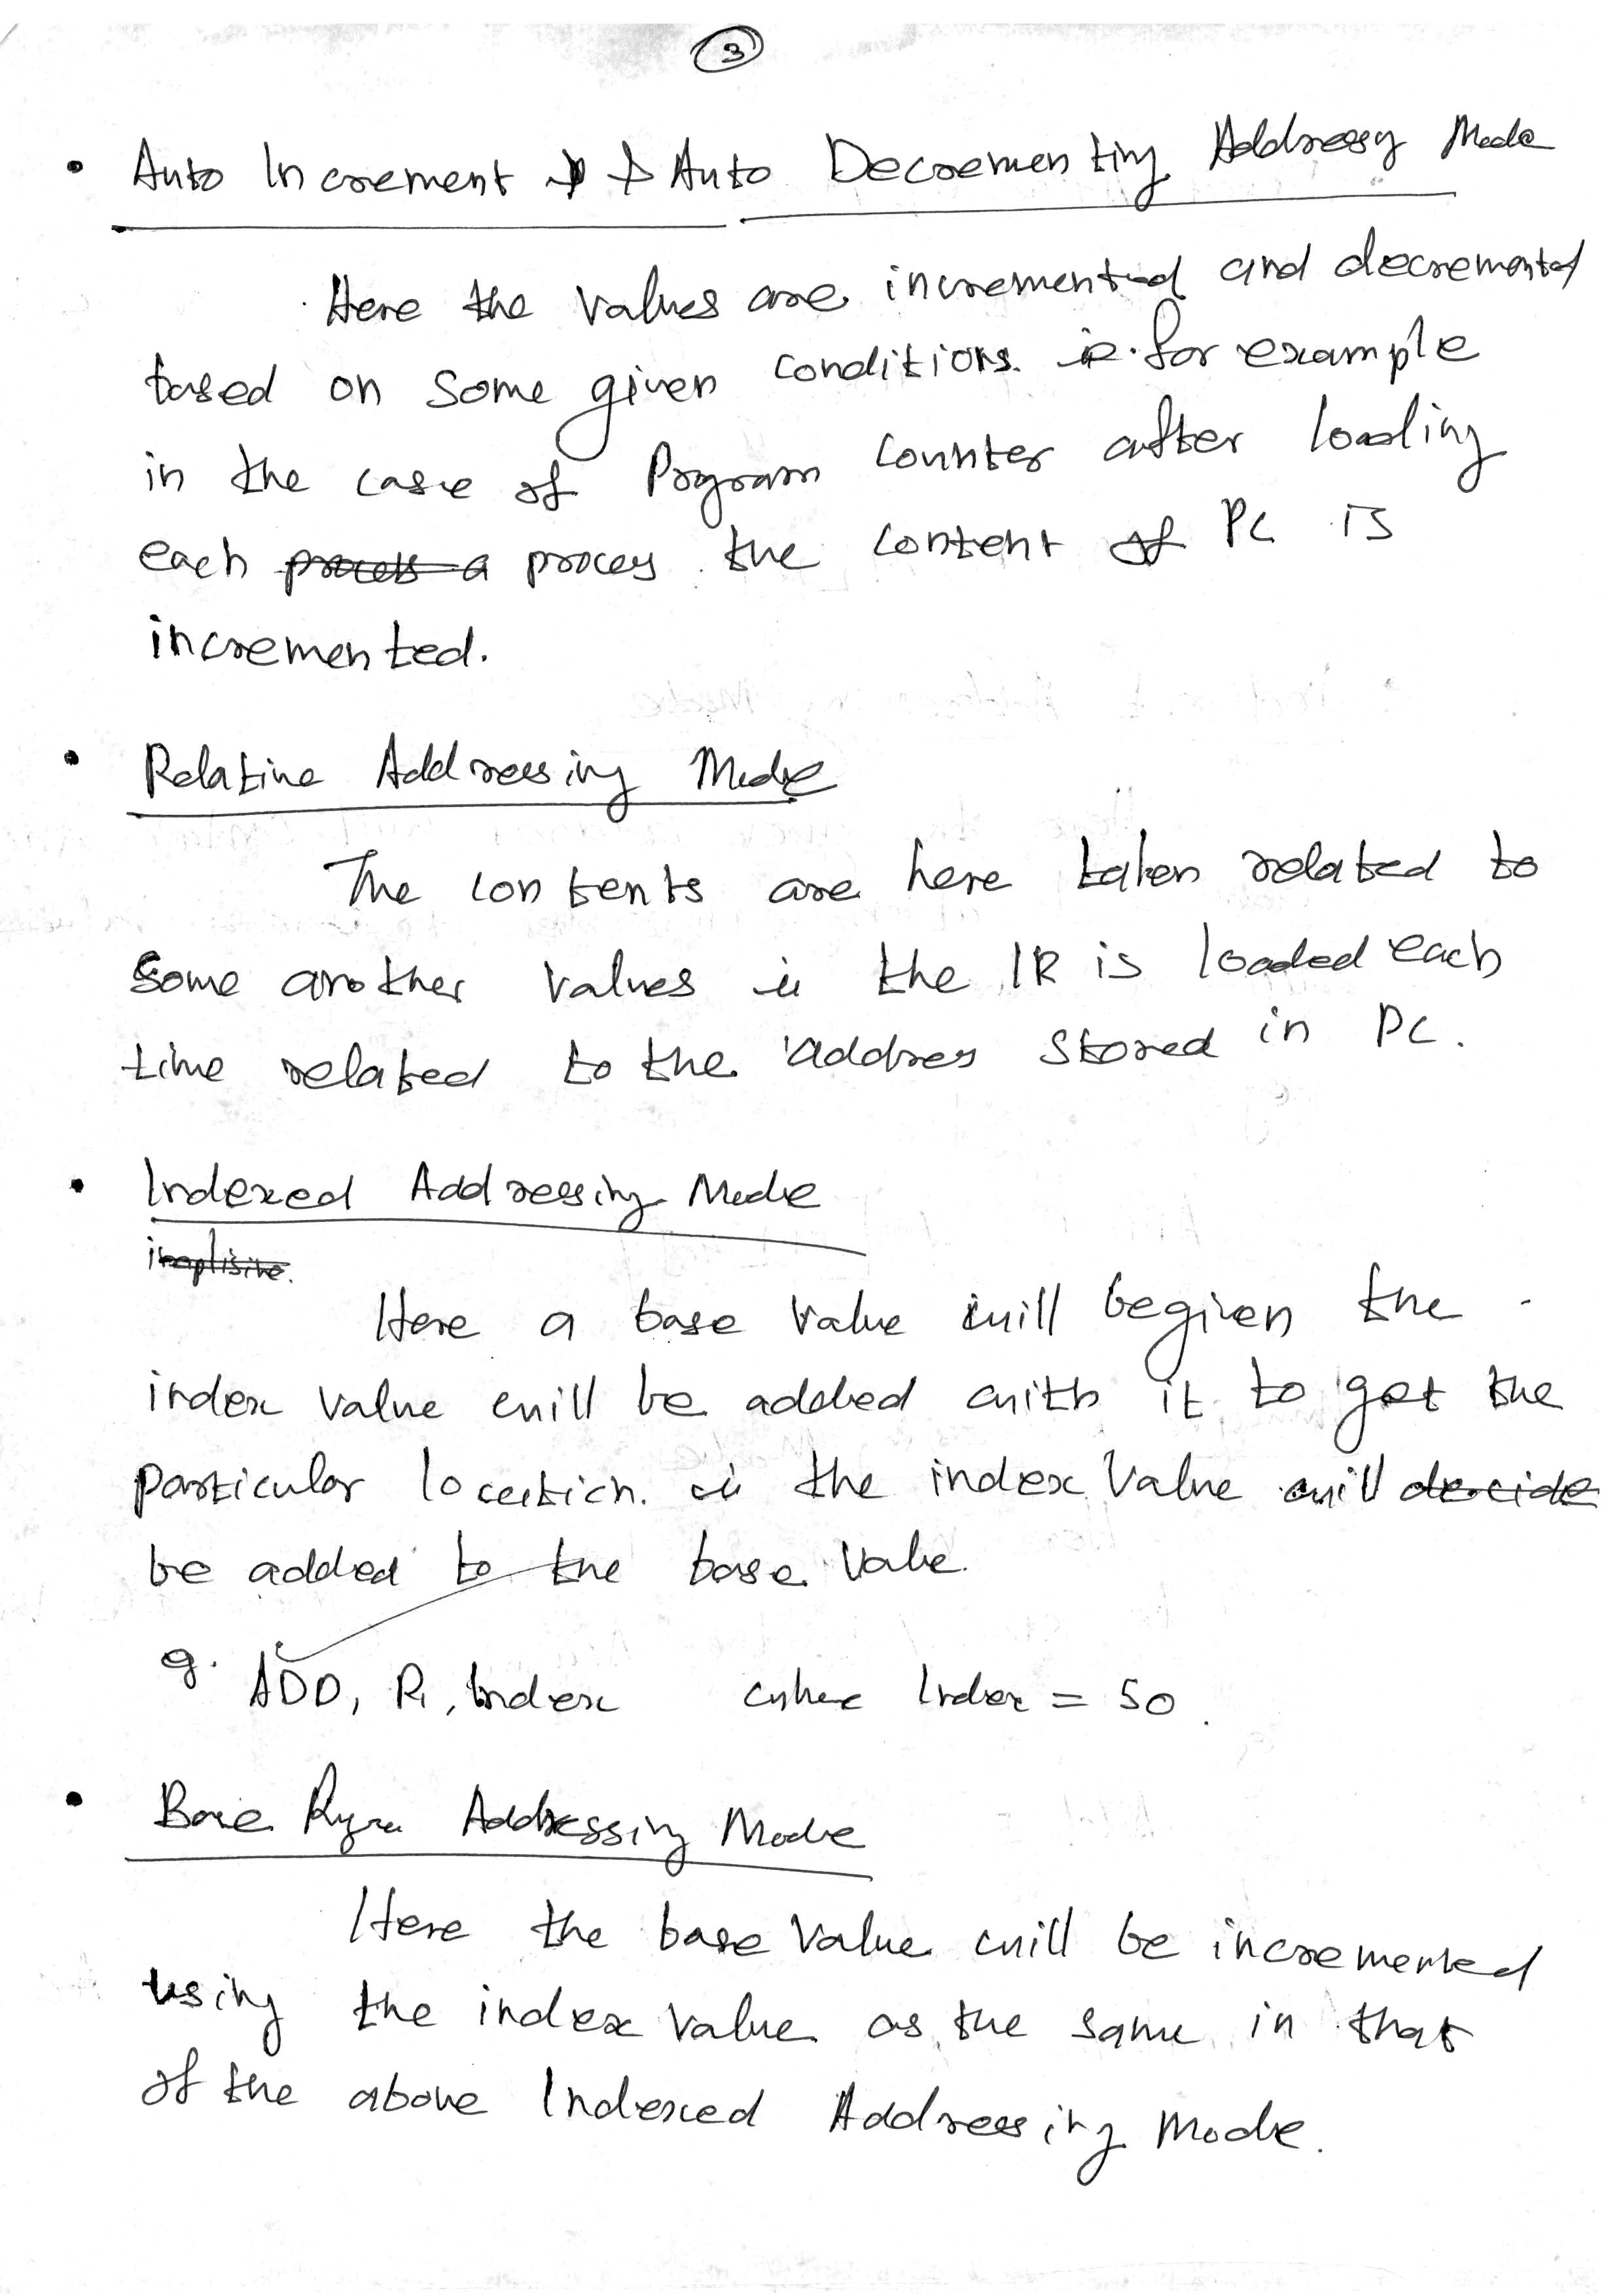 3
• Auto Increment & Auto Decrementing Addressing Mode
Here the values are incremented and decremented
based on some given conditions. for example
in the case of Program Counter after loading
each process the content of PC is
incremented.
• Relative Addressing Mode
The contents are here taken related to
some another values ie the IR is loaded each
time related to the address stored in PC.
• Indexed Addressing Mode
Here a base value will be given the
index value will be added with it to get the
particular location. ie the index value will
be added to the base value.
g. ADD, R1, Index where Index = 50.
• Base Addressing Mode
Here the base value will be incremented
using the index value as the same in that
of the above Indexed Addressing Mode.